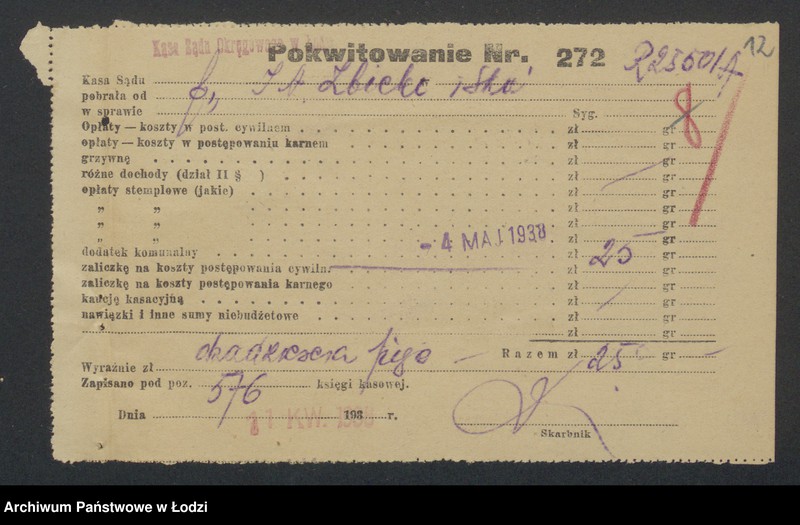 Kasa Sądu Okręgowego w Łodzi
Pokwitowanie Nr. 272
12
Kasa Sądu
pobrała od
w sprawie Syg.
Opłaty — koszty w post. cywilnem zł gr 8
opłaty — koszty w postępowaniu karnem zł gr
grzywnę zł gr
różne dochody (dział II § ) zł gr
opłaty stemplowe (jakie) zł gr
„ „ zł gr
„ „ zł gr
„ „ zł gr
- 4 MAJ 1938
dodatek komunalny zł gr
zaliczkę na koszty postępowania cywiln. zł 25 gr
zaliczkę na koszty postępowania karnego zł gr
kaucję kasacyjną zł gr
nawiązki i inne sumy niebudżetowe zł gr
zł gr
Razem zł 25 gr —
Wyraźnie zł dwadzieścia pięć —
Zapisano pod poz. 576 księgi kasowej.
Dnia 193 r.
KW. 1938
Skarbnik
Archiwum Państwowe w Łodzi